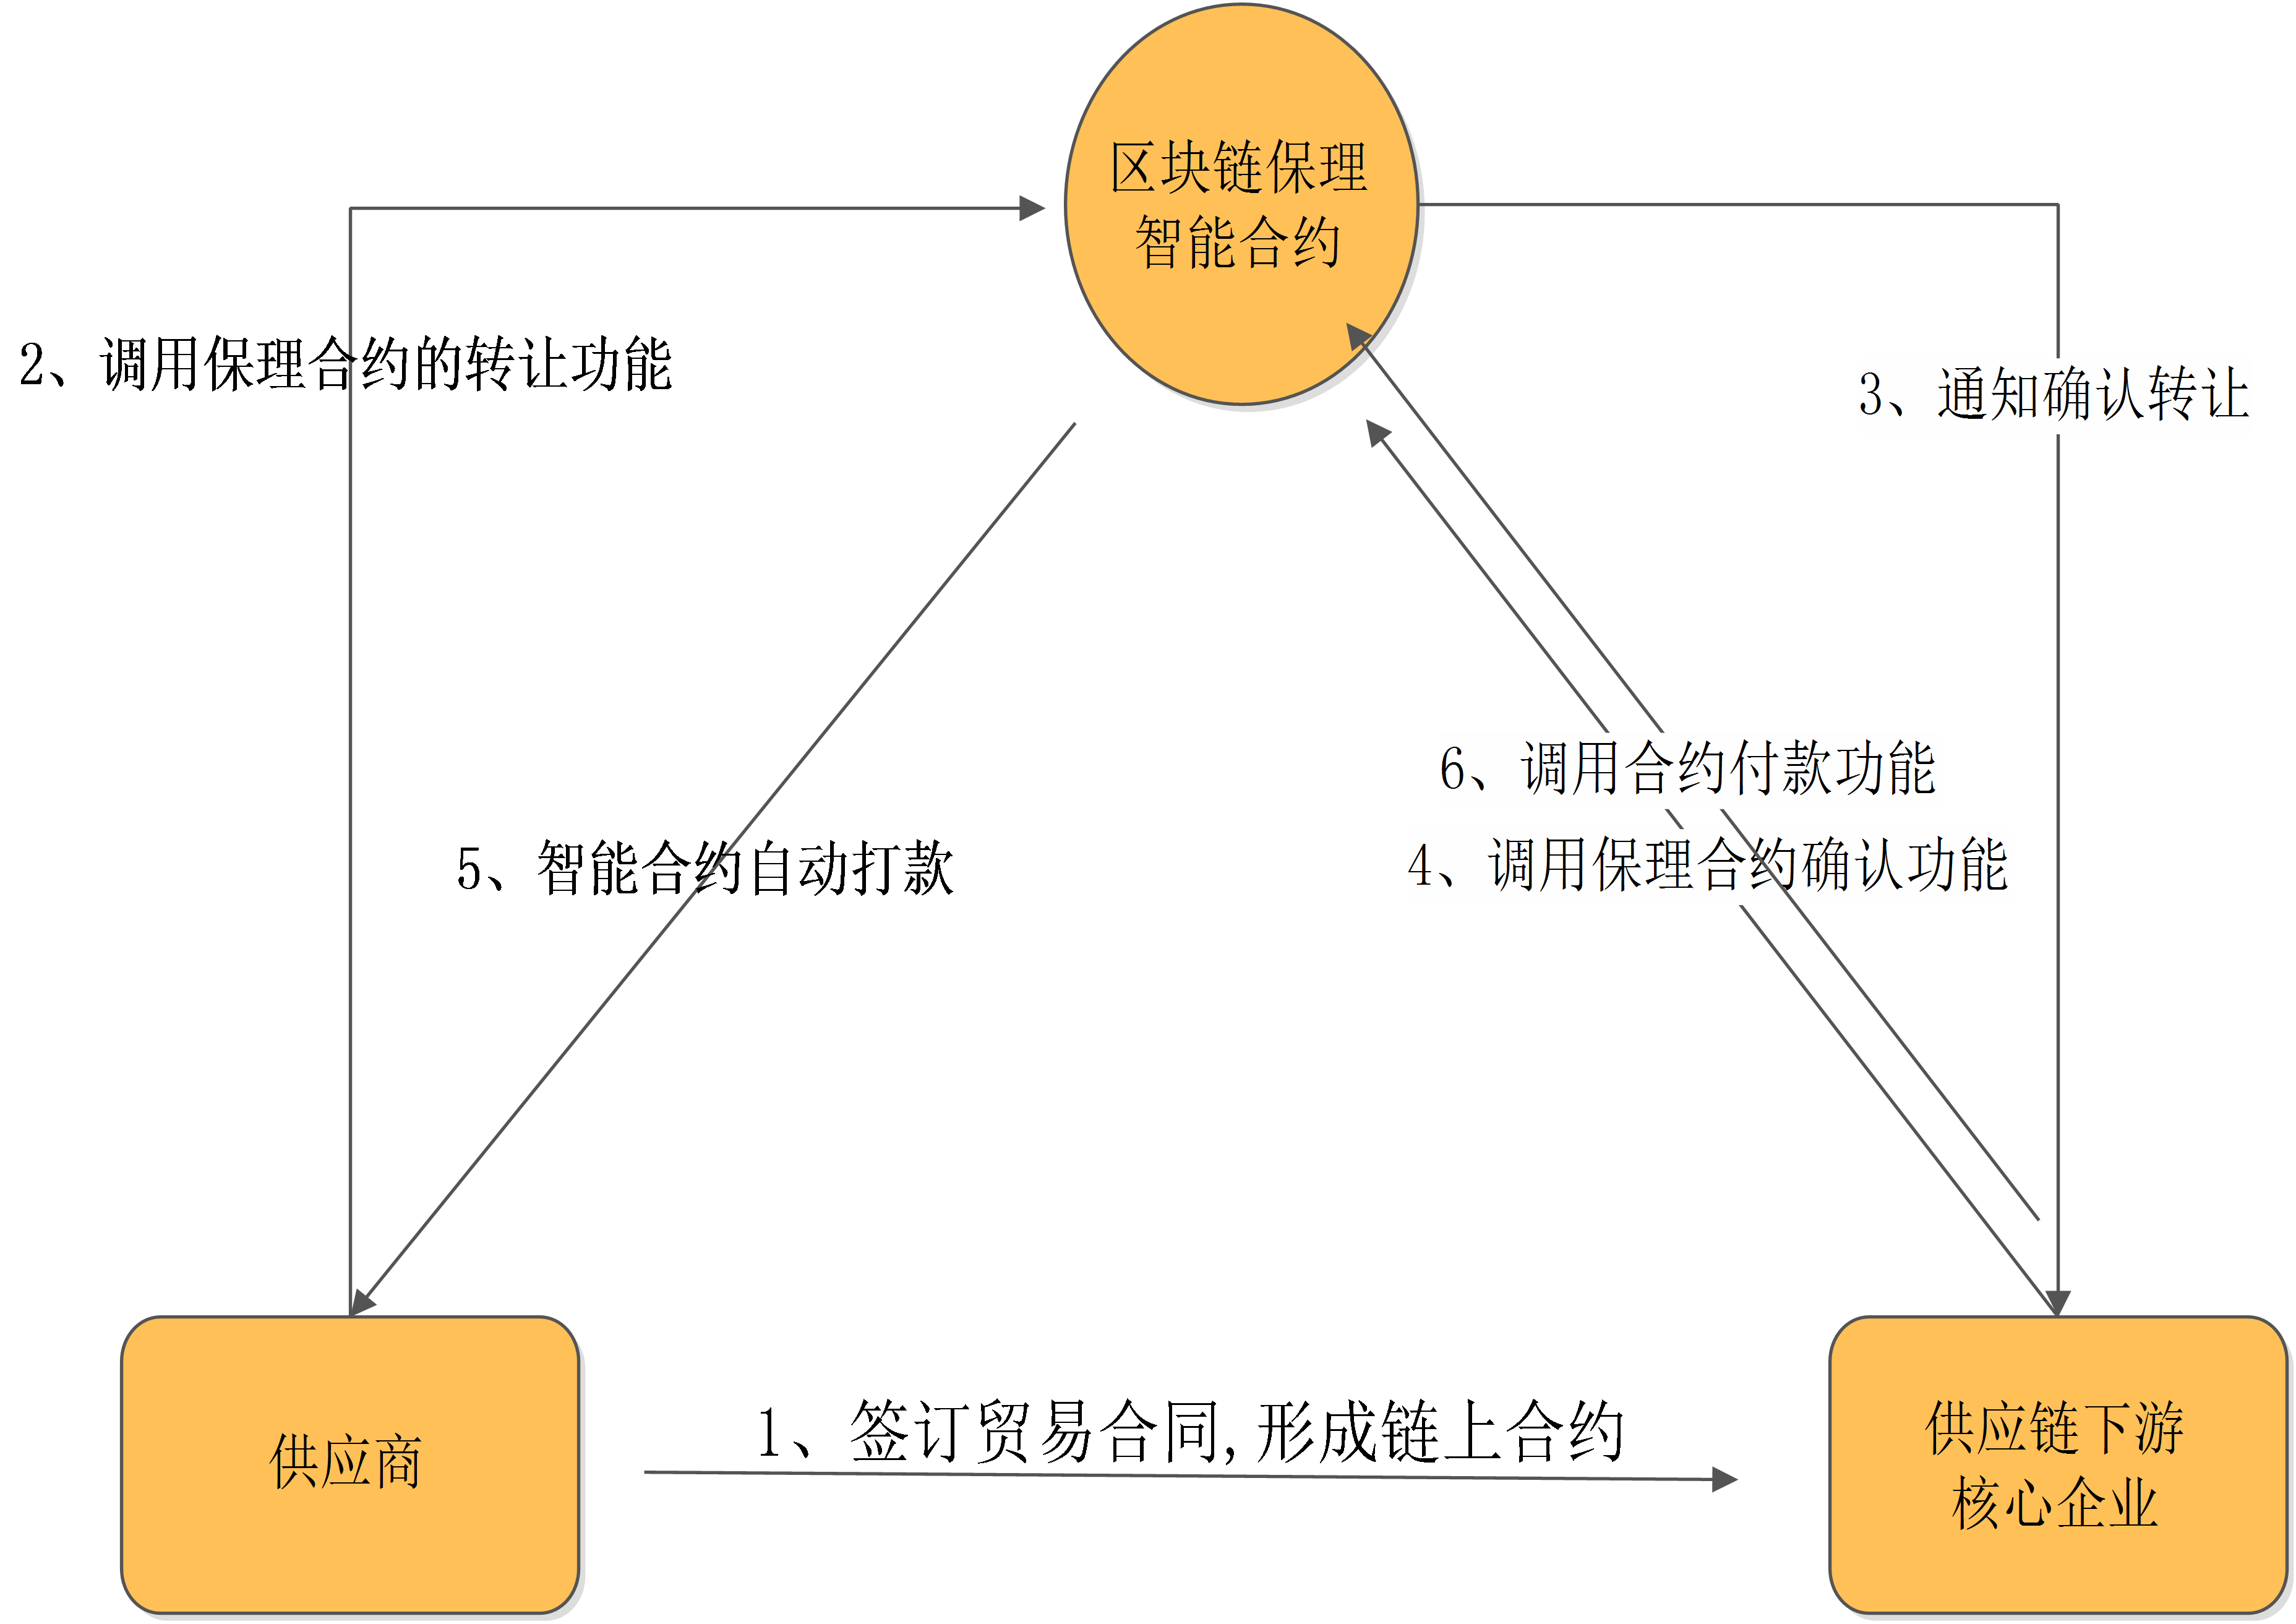 区块链保理
智能合约
2、调用保理合约的转让功能
3、通知确认转让
6、调用合约付款功能
4、调用保理合约确认功能
5、智能合约自动打款
1、签订贸易合同,形成链上合约
供应商
供应链下游
核心企业